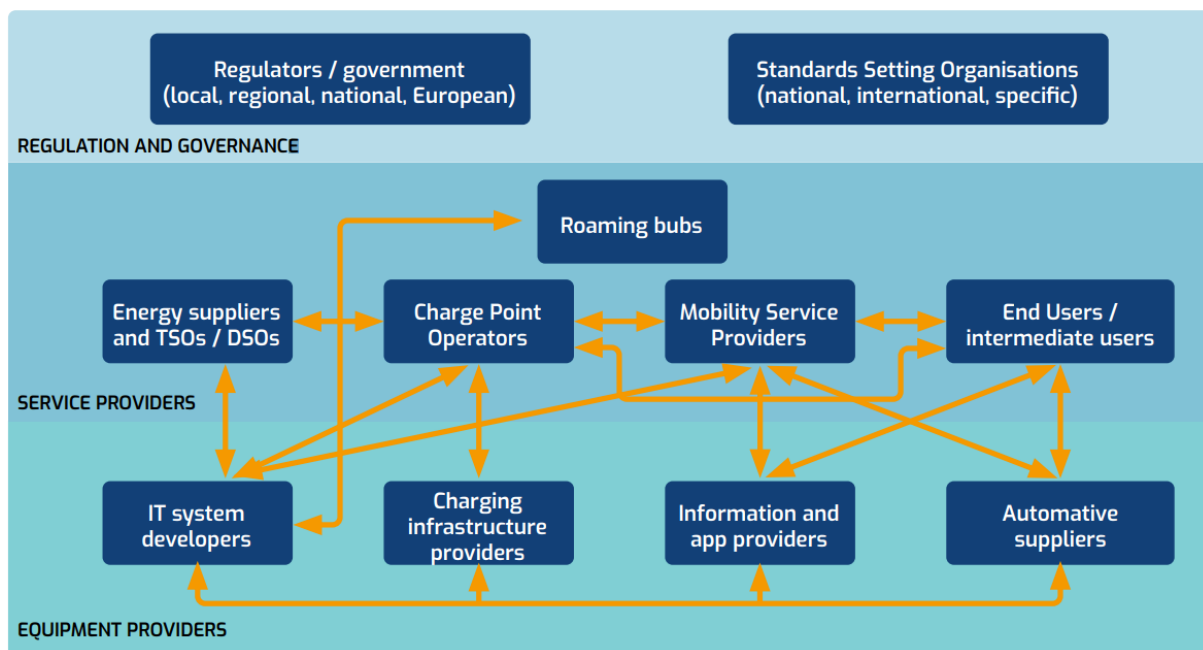 Regulators / government
(local, regional, national, European)
Standards Setting Organisations
(national, international, specific)
REGULATION AND GOVERNANCE
Roaming bubs
Energy suppliers
and TSOs / DSOs
Charge Point
Operators
Mobility Service
Providers
End Users /
intermediate users
SERVICE PROVIDERS
IT system
developers
Charging
infrastructure
providers
Information and
app providers
Automative
suppliers
EQUIPMENT PROVIDERS